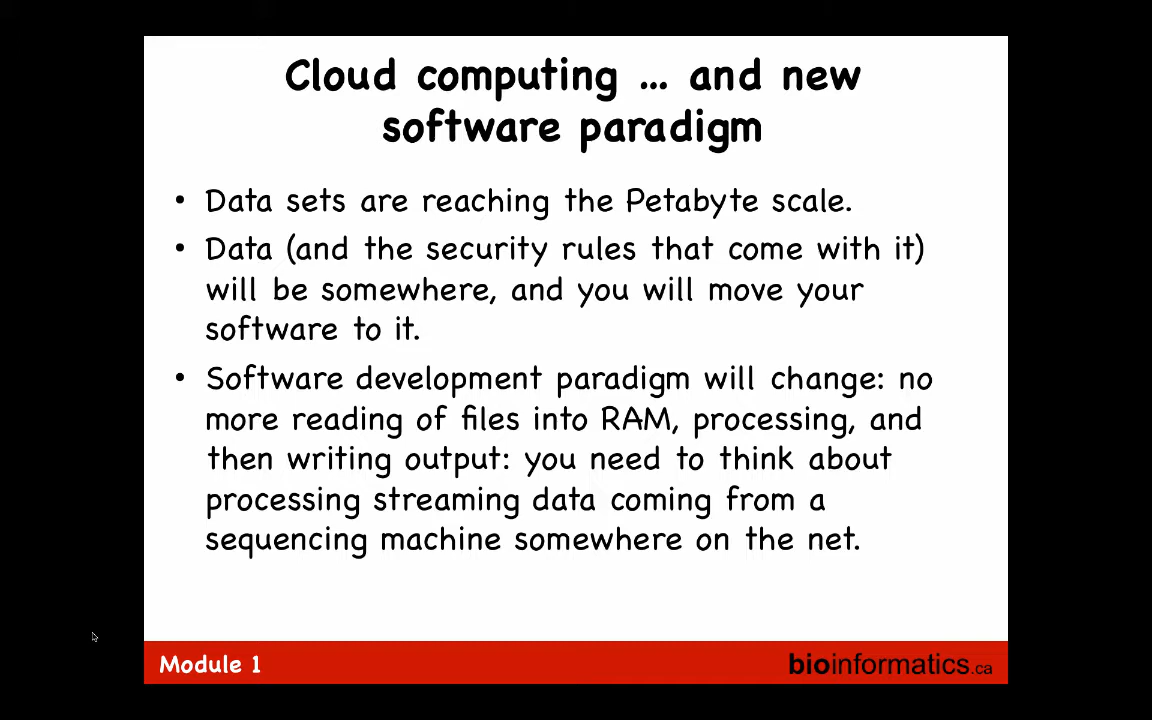 Cloud computing ... and new
software paradigm
• Data sets are reaching the Petabyte scale.
• Data (and the security rules that come with it)
will be somewhere, and you will move your
software to it.
• Software development paradigm will change: no
more reading of files into RAM, processing, and
then writing output: you need to think about
processing streaming data coming from a
sequencing machine somewhere on the net.
Module 1
bioinformatics.ca